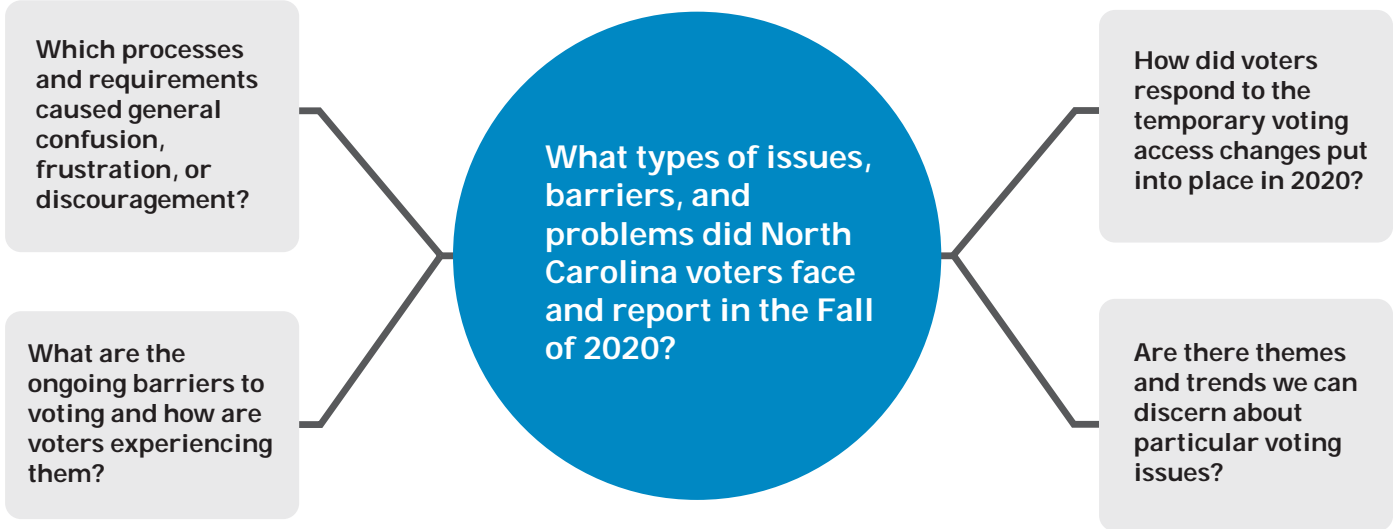 Which processes
and requirements
caused general
confusion,
frustration, or
discouragement?
What are the
ongoing barriers to
voting and how are
voters experiencing
them?
What types of issues,
barriers, and
problems did North
Carolina voters face
and report in the Fall
of 2020?
How did voters
respond to the
temporary voting
access changes put
into place in 2020?
Are there themes
and trends we can
discern about
particular voting
issues?